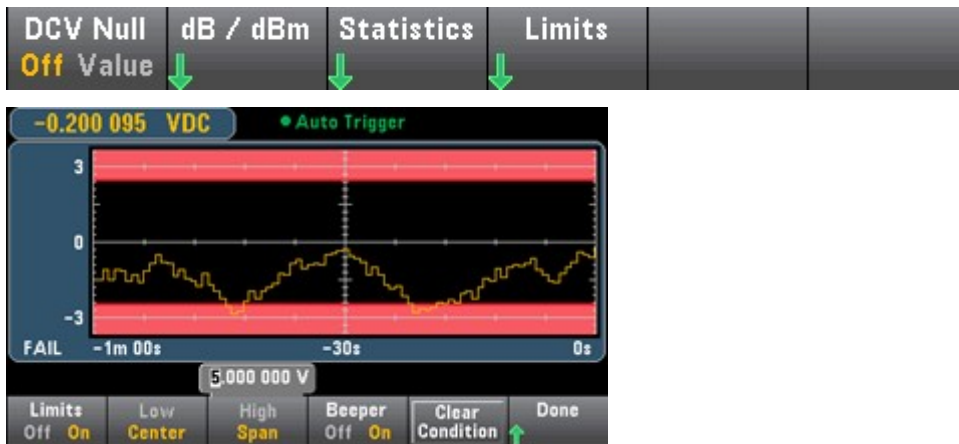 DCV Null dB / dBm Statistics Limits
Off Value
-0.200 095 VDC Auto Trigger
3
0
-3
FAIL -1m 00s -30s 0s
5.000 000 V
Limits Low High Beeper Clear Done
Off On Center Span Off On Condition